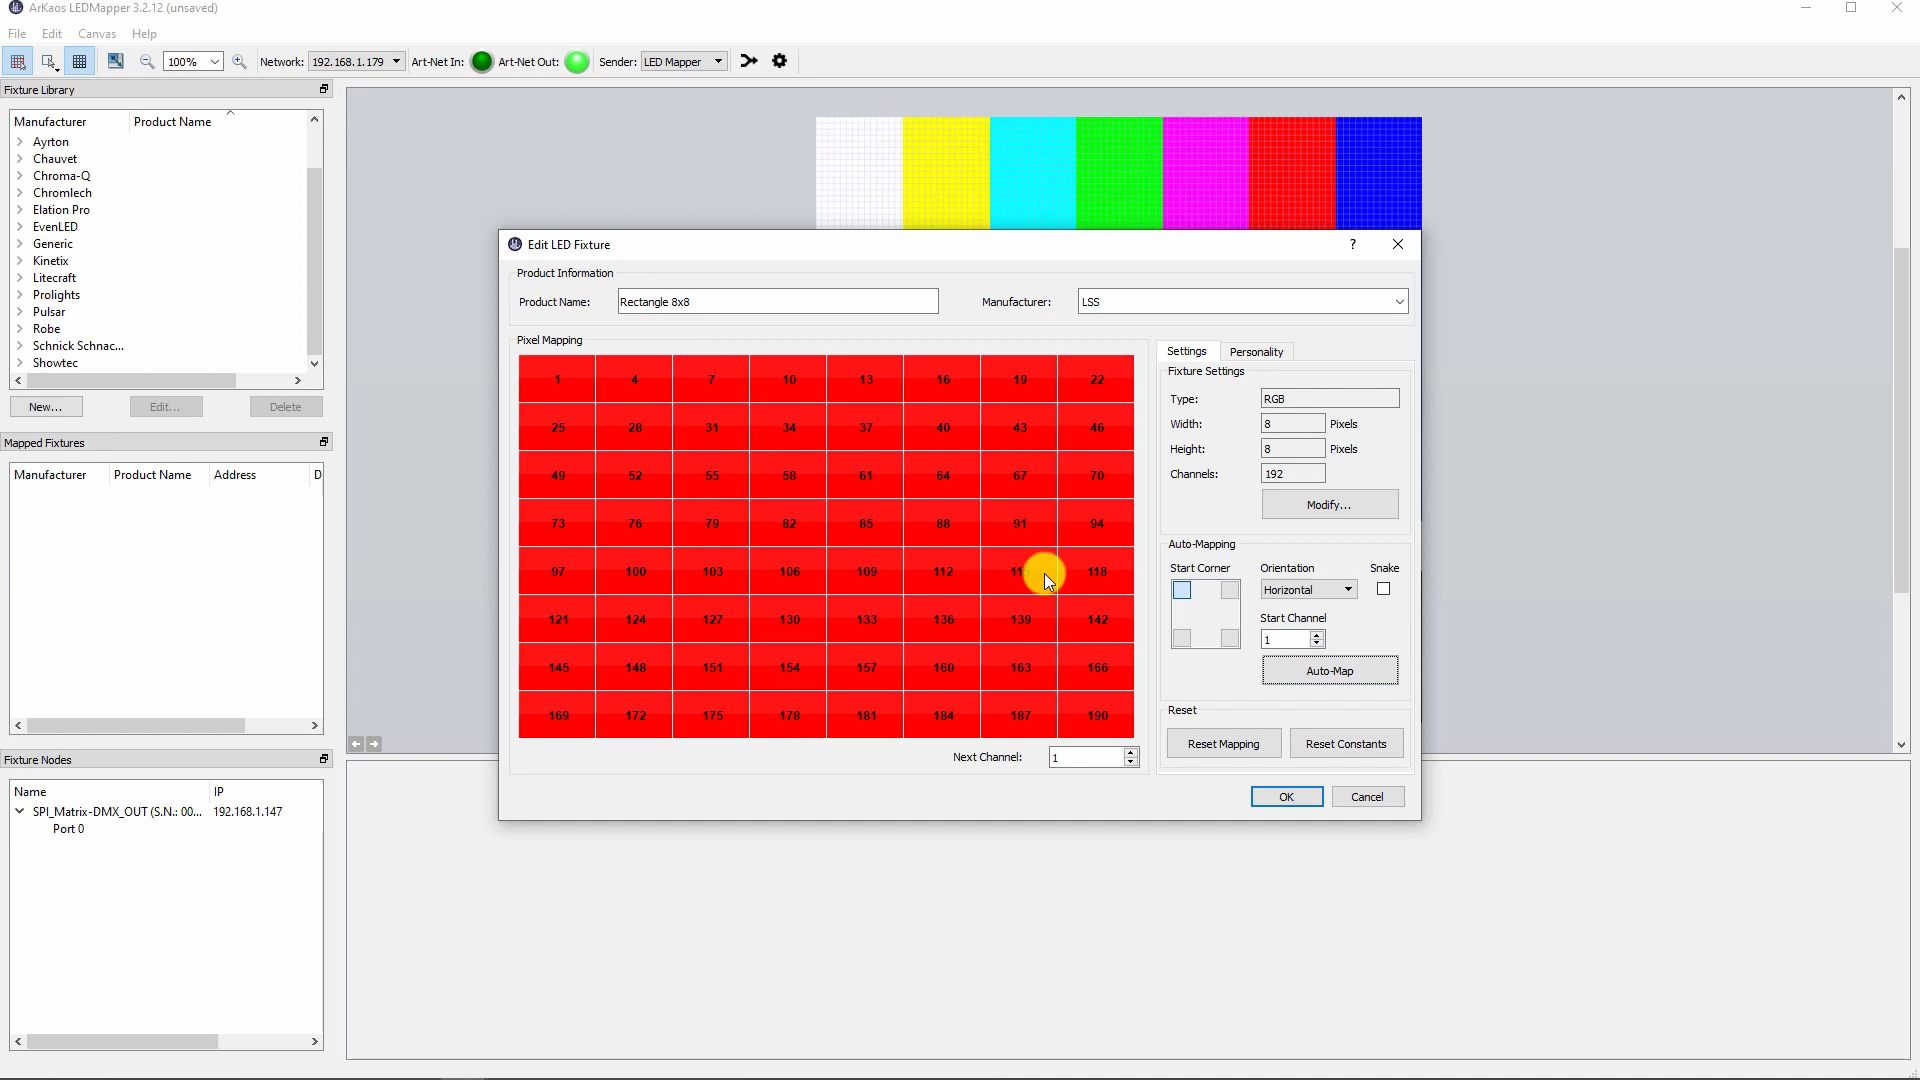 ArKaos LEDMapper 3.2.12 (unsaved)
File Edit Canvas Help
100% Network: 192.168.1.179 Art-Net In: Art-Net Out: Sender: LED Mapper
Fixture Library
Manufacturer Product Name
Ayrton
Chauvet
Chroma-Q
Chromlech
Elation Pro
EvenLED
Generic
Kinetix
Litecraft
Prolights
Pulsar
Robe
Schnick Schnac...
Showtec
New... Edit... Delete
Mapped Fixtures
Manufacturer Product Name Address D
Fixture Nodes
Name IP
SPI_Matrix-DMX_OUT (S.N.: 00... 192.168.1.147
Port 0
Edit LED Fixture ?
Product Information
Product Name: Rectangle 8x8 Manufacturer: LSS
Pixel Mapping
1 4 7 10 13 16 19 22
25 28 31 34 37 40 43 46
49 52 55 58 61 64 67 70
73 76 79 82 85 88 91 94
97 100 103 106 109 112 118
121 124 127 130 133 136 139 142
145 148 151 154 157 160 163 166
169 172 175 178 181 184 187 190
Next Channel: 1
Settings Personality
Fixture Settings
Type: RGB
Width: 8 Pixels
Height: 8 Pixels
Channels: 192
Modify...
Auto-Mapping
Start Corner Orientation Snake
Horizontal
Start Channel
1
Auto-Map
Reset
Reset Mapping Reset Constants
OK Cancel